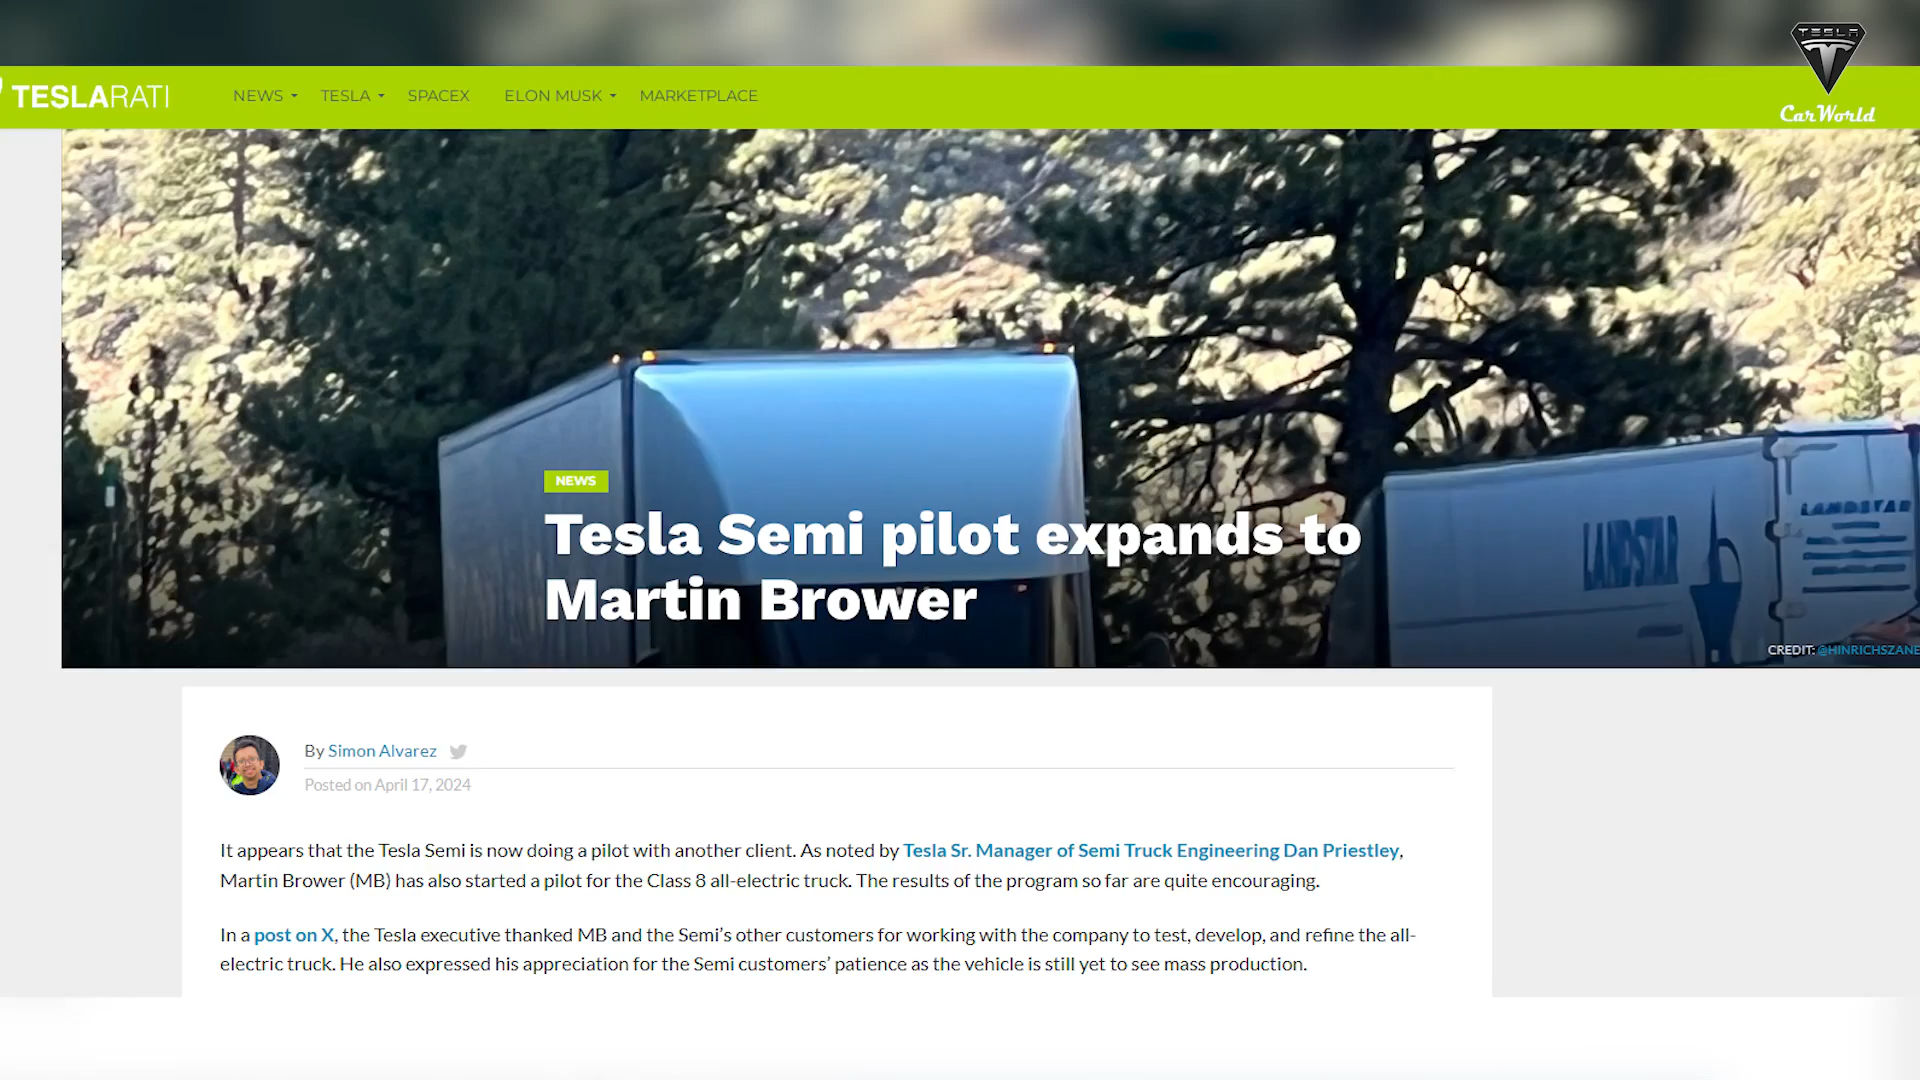 TESLA
Car World
TESLARATI
NEWS
TESLA
SPACEX
ELON MUSK
MARKETPLACE
LANDSTAR
LANDSTAR
NEWS
Tesla Semi pilot expands to
Martin Brower
CREDIT: @HINRICHSZANE
By Simon Alvarez
Posted on April 17, 2024
It appears that the Tesla Semi is now doing a pilot with another client. As noted by Tesla Sr. Manager of Semi Truck Engineering Dan Priestley,
Martin Brower (MB) has also started a pilot for the Class 8 all-electric truck. The results of the program so far are quite encouraging.
In a post on X, the Tesla executive thanked MB and the Semi’s other customers for working with the company to test, develop, and refine the all-
electric truck. He also expressed his appreciation for the Semi customers’ patience as the vehicle is still yet to see mass production.